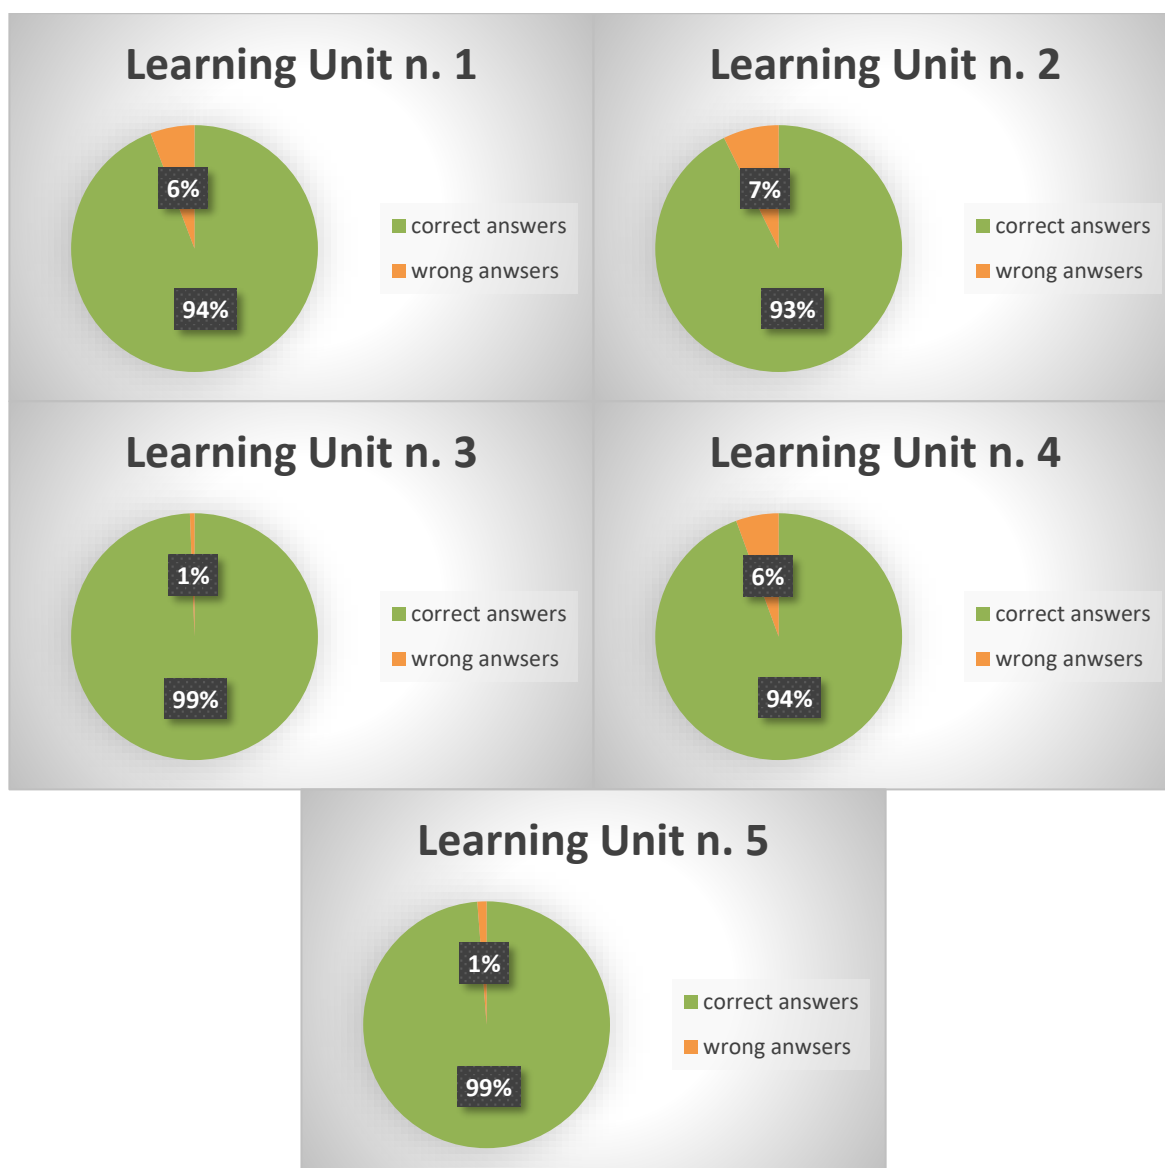 Learning Unit n. 1
6%
94%
correct answers
wrong anwsers
Learning Unit n. 2
7%
93%
correct answers
wrong anwsers
Learning Unit n. 3
1%
99%
correct answers
wrong anwsers
Learning Unit n. 4
6%
94%
correct answers
wrong anwsers
Learning Unit n. 5
1%
99%
correct answers
wrong anwsers